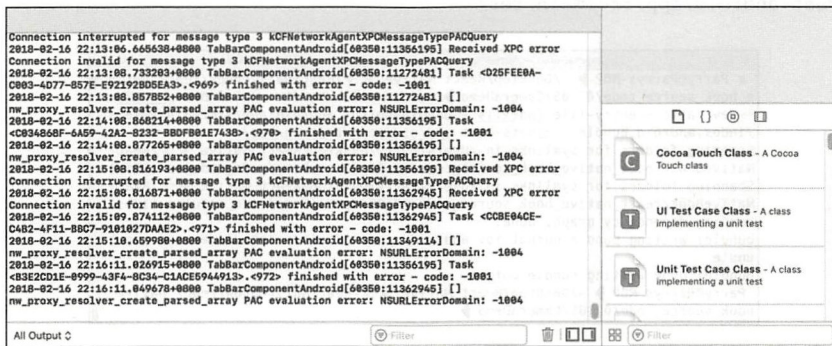 Connection interrupted for message type 3 kCFNetworkAgentXPCMessageTypePACQuery
2018-02-16 22:13:06.665638+0800 TabBarComponentAndroid[60350:11356195] Received XPC error
Connection invalid for message type 3 kCFNetworkAgentXPCMessageTypePACQuery
2018-02-16 22:13:08.733203+0800 TabBarComponentAndroid[60350:11272481] Task <D25FEE0A-
C003-4D77-857E-E92192BD5EA3>.<969> finished with error - code: -1001
2018-02-16 22:13:08.857852+0800 TabBarComponentAndroid[60350:11272481] []
nw_proxy_resolver_create_parsed_array PAC evaluation error: NSURLErrorDomain: -1004
2018-02-16 22:14:08.868214+0800 TabBarComponentAndroid[60350:11356195] Task
<C034868F-6A59-42A2-8232-BBDFB01E7438>.<970> finished with error - code: -1001
2018-02-16 22:14:08.877265+0800 TabBarComponentAndroid[60350:11356195] []
nw_proxy_resolver_create_parsed_array PAC evaluation error: NSURLErrorDomain: -1004
2018-02-16 22:15:08.816193+0800 TabBarComponentAndroid[60350:11362945] Received XPC error
Connection interrupted for message type 3 kCFNetworkAgentXPCMessageTypePACQuery
2018-02-16 22:15:08.816871+0800 TabBarComponentAndroid[60350:11362945] Received XPC error
Connection invalid for message type 3 kCFNetworkAgentXPCMessageTypePACQuery
2018-02-16 22:15:09.874112+0800 TabBarComponentAndroid[60350:11362945] Task <CCBE04CE-
C4B2-4F11-BBC7-9101027DAAE2>.<971> finished with error - code: -1001
2018-02-16 22:15:10.659980+0800 TabBarComponentAndroid[60350:11349114] []
2018-02-16 22:16:11.026915+0800 TabBarComponentAndroid[60350:11356195] Task
<B3E2CD1E-0999-43F4-8C34-C1ACE5944913>.<972> finished with error - code: -1001
2018-02-16 22:16:11.049678+0800 TabBarComponentAndroid[60350:11362945] []
nw_proxy_resolver_create_parsed_array PAC evaluation error: NSURLErrorDomain: -1004
All Output
Filter
{}
C
Cocoa Touch Class - A Cocoa
Touch class
T
UI Test Case Class - A class
implementing a unit test
T
Unit Test Case Class - A class
implementing a unit test
Filter